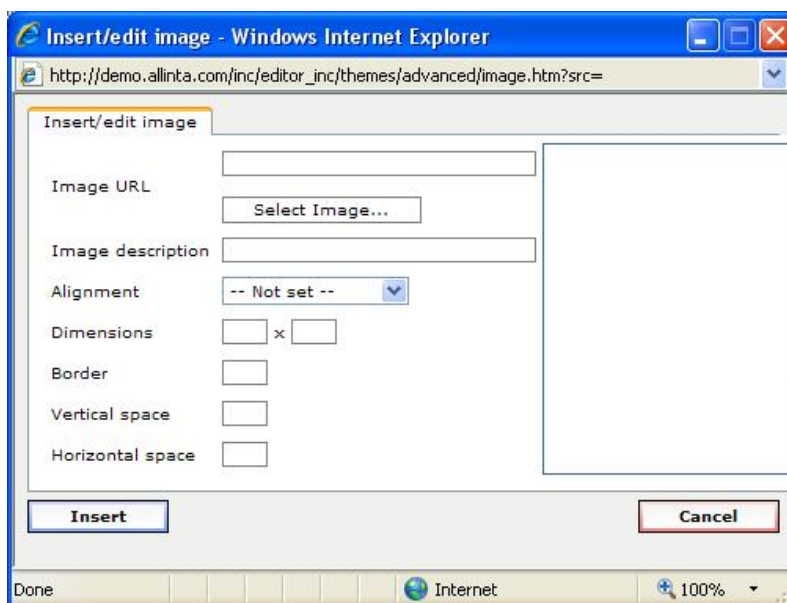 Insert/edit image - Windows Internet Explorer
http://demo.allinta.com/inc/editor_inc/themes/advanced/image.htm?src=
Insert/edit image
Image URL
Select Image...
Image description
Alignment
-- Not set --
Dimensions
x
Border
Vertical space
Horizontal space
Insert
Cancel
Done
Internet
100%